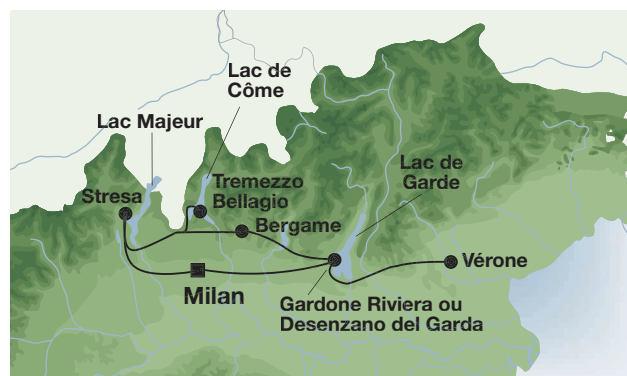 Lac de
Côme
Lac Majeur
Lac de
Garde
Stresa
Tremezzo
Bellagio
Bergame
Vérone
Milan
Gardone Riviera ou
Desenzano del Garda